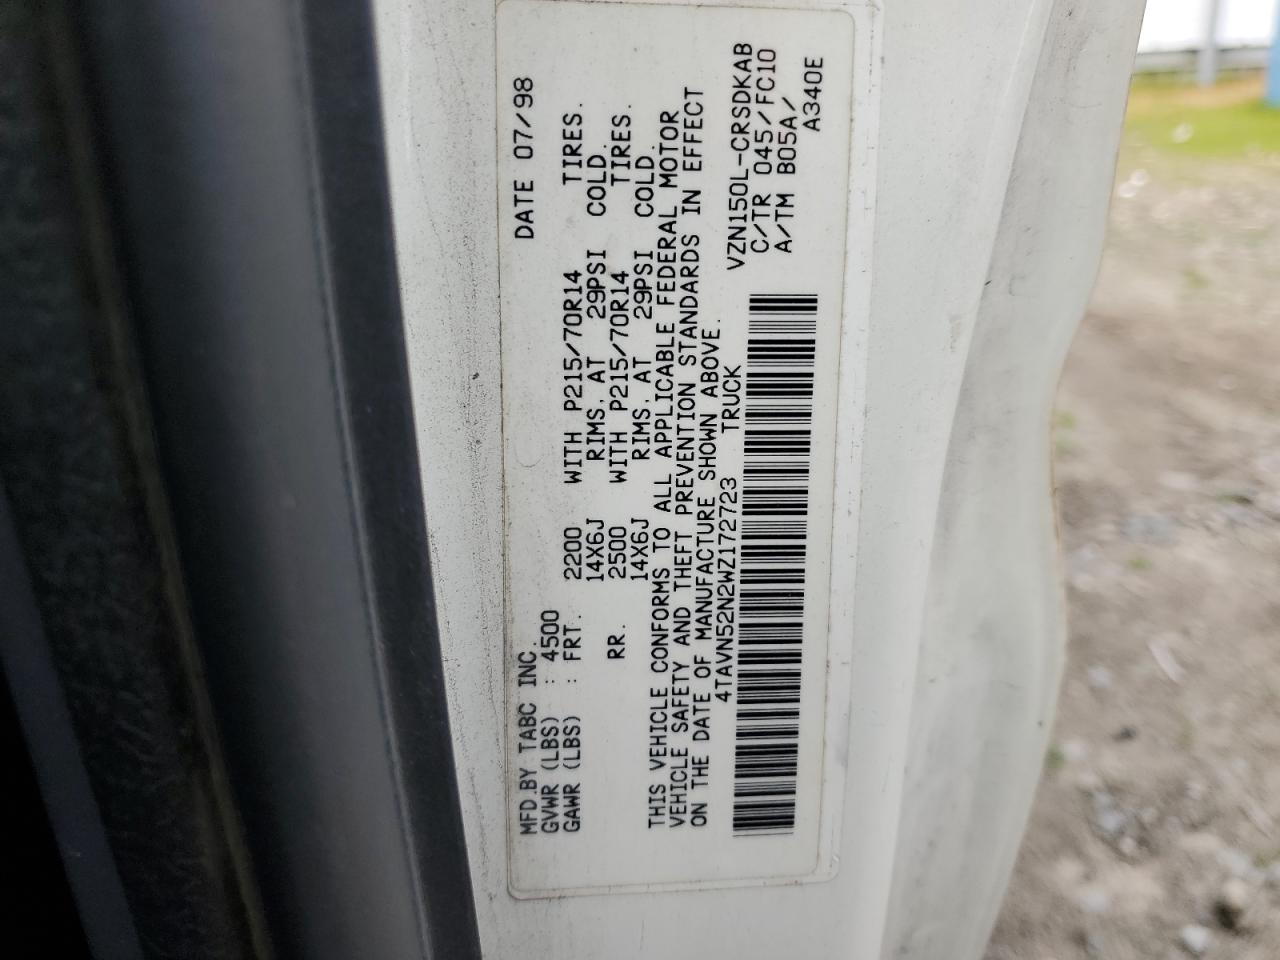 MFD.BY TABC INC. DATE 07/98
GVWR (LBS) : 4500
GAWR (LBS) : FRT. 2200 WITH P215/70R14 TIRES.
14X6J RIMS, AT 29PSI COLD.
RR. 2500 WITH P215/70R14 TIRES.
14X6J RIMS, AT 29PSI COLD.
THIS VEHICLE CONFORMS TO ALL APPLICABLE FEDERAL MOTOR
VEHICLE SAFETY AND THEFT PREVENTION STANDARDS IN EFFECT
ON THE DATE OF MANUFACTURE SHOWN ABOVE.
4TAVN52N2WZ172723 TRUCK
VZN150L-CRSDKAB
C/TR 045/FC10
A/TM B05A/
A340E